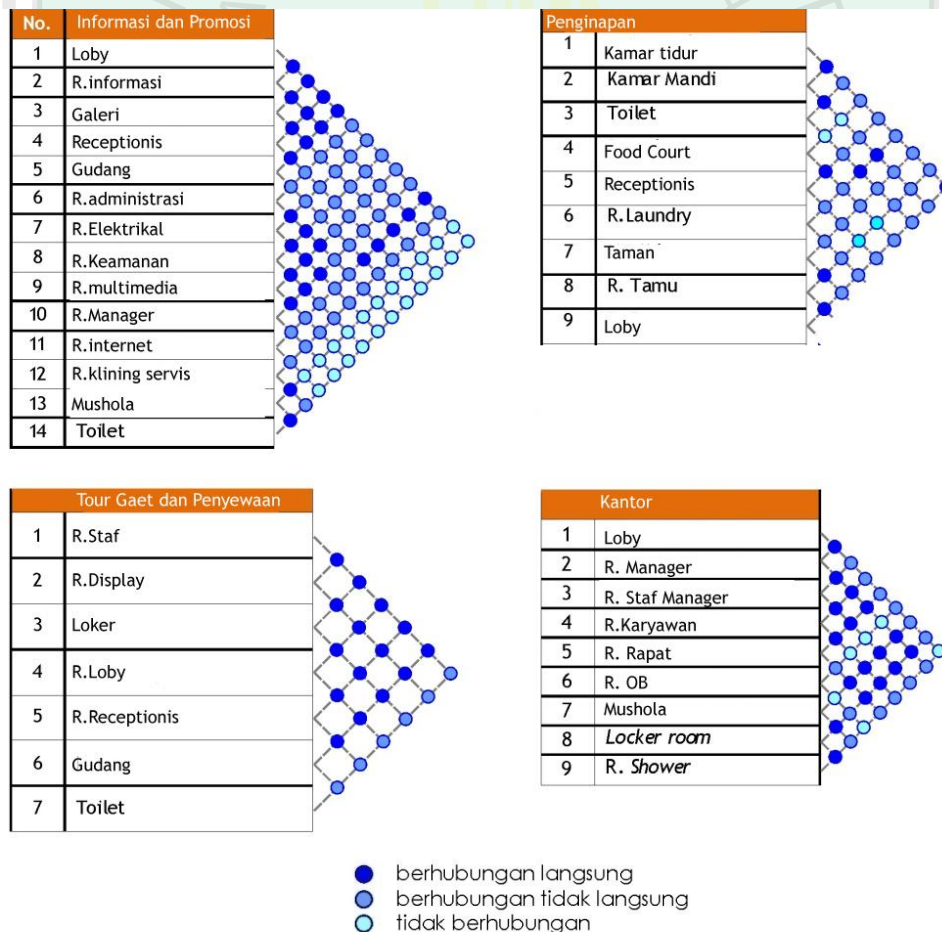 No. Informasi dan Promosi
1 Loby
2 R.informasi
3 Galeri
4 Receptionis
5 Gudang
6 R.administrasi
7 R.Elektrikal
8 R.Keamanan
9 R.multimedia
10 R.Manager
11 R.internet
12 R.klining servis
13 Mushola
14 Toilet
Penginapan
1 Kamar tidur
2 Kamar Mandi
3 Toilet
4 Food Court
5 Receptionis
6 R.Laundry
7 Taman
8 R. Tamu
9 Loby
Tour Gaet dan Penyewaan
1 R.Staf
2 R.Display
3 Loker
4 R.Loby
5 R.Receptionis
6 Gudang
7 Toilet
Kantor
1 Loby
2 R. Manager
3 R. Staf Manager
4 R.Karyawan
5 R. Rapat
6 R. OB
7 Mushola
8 Locker room
9 R. Shower
berhubungan langsung
berhubungan tidak langsung
tidak berhubungan